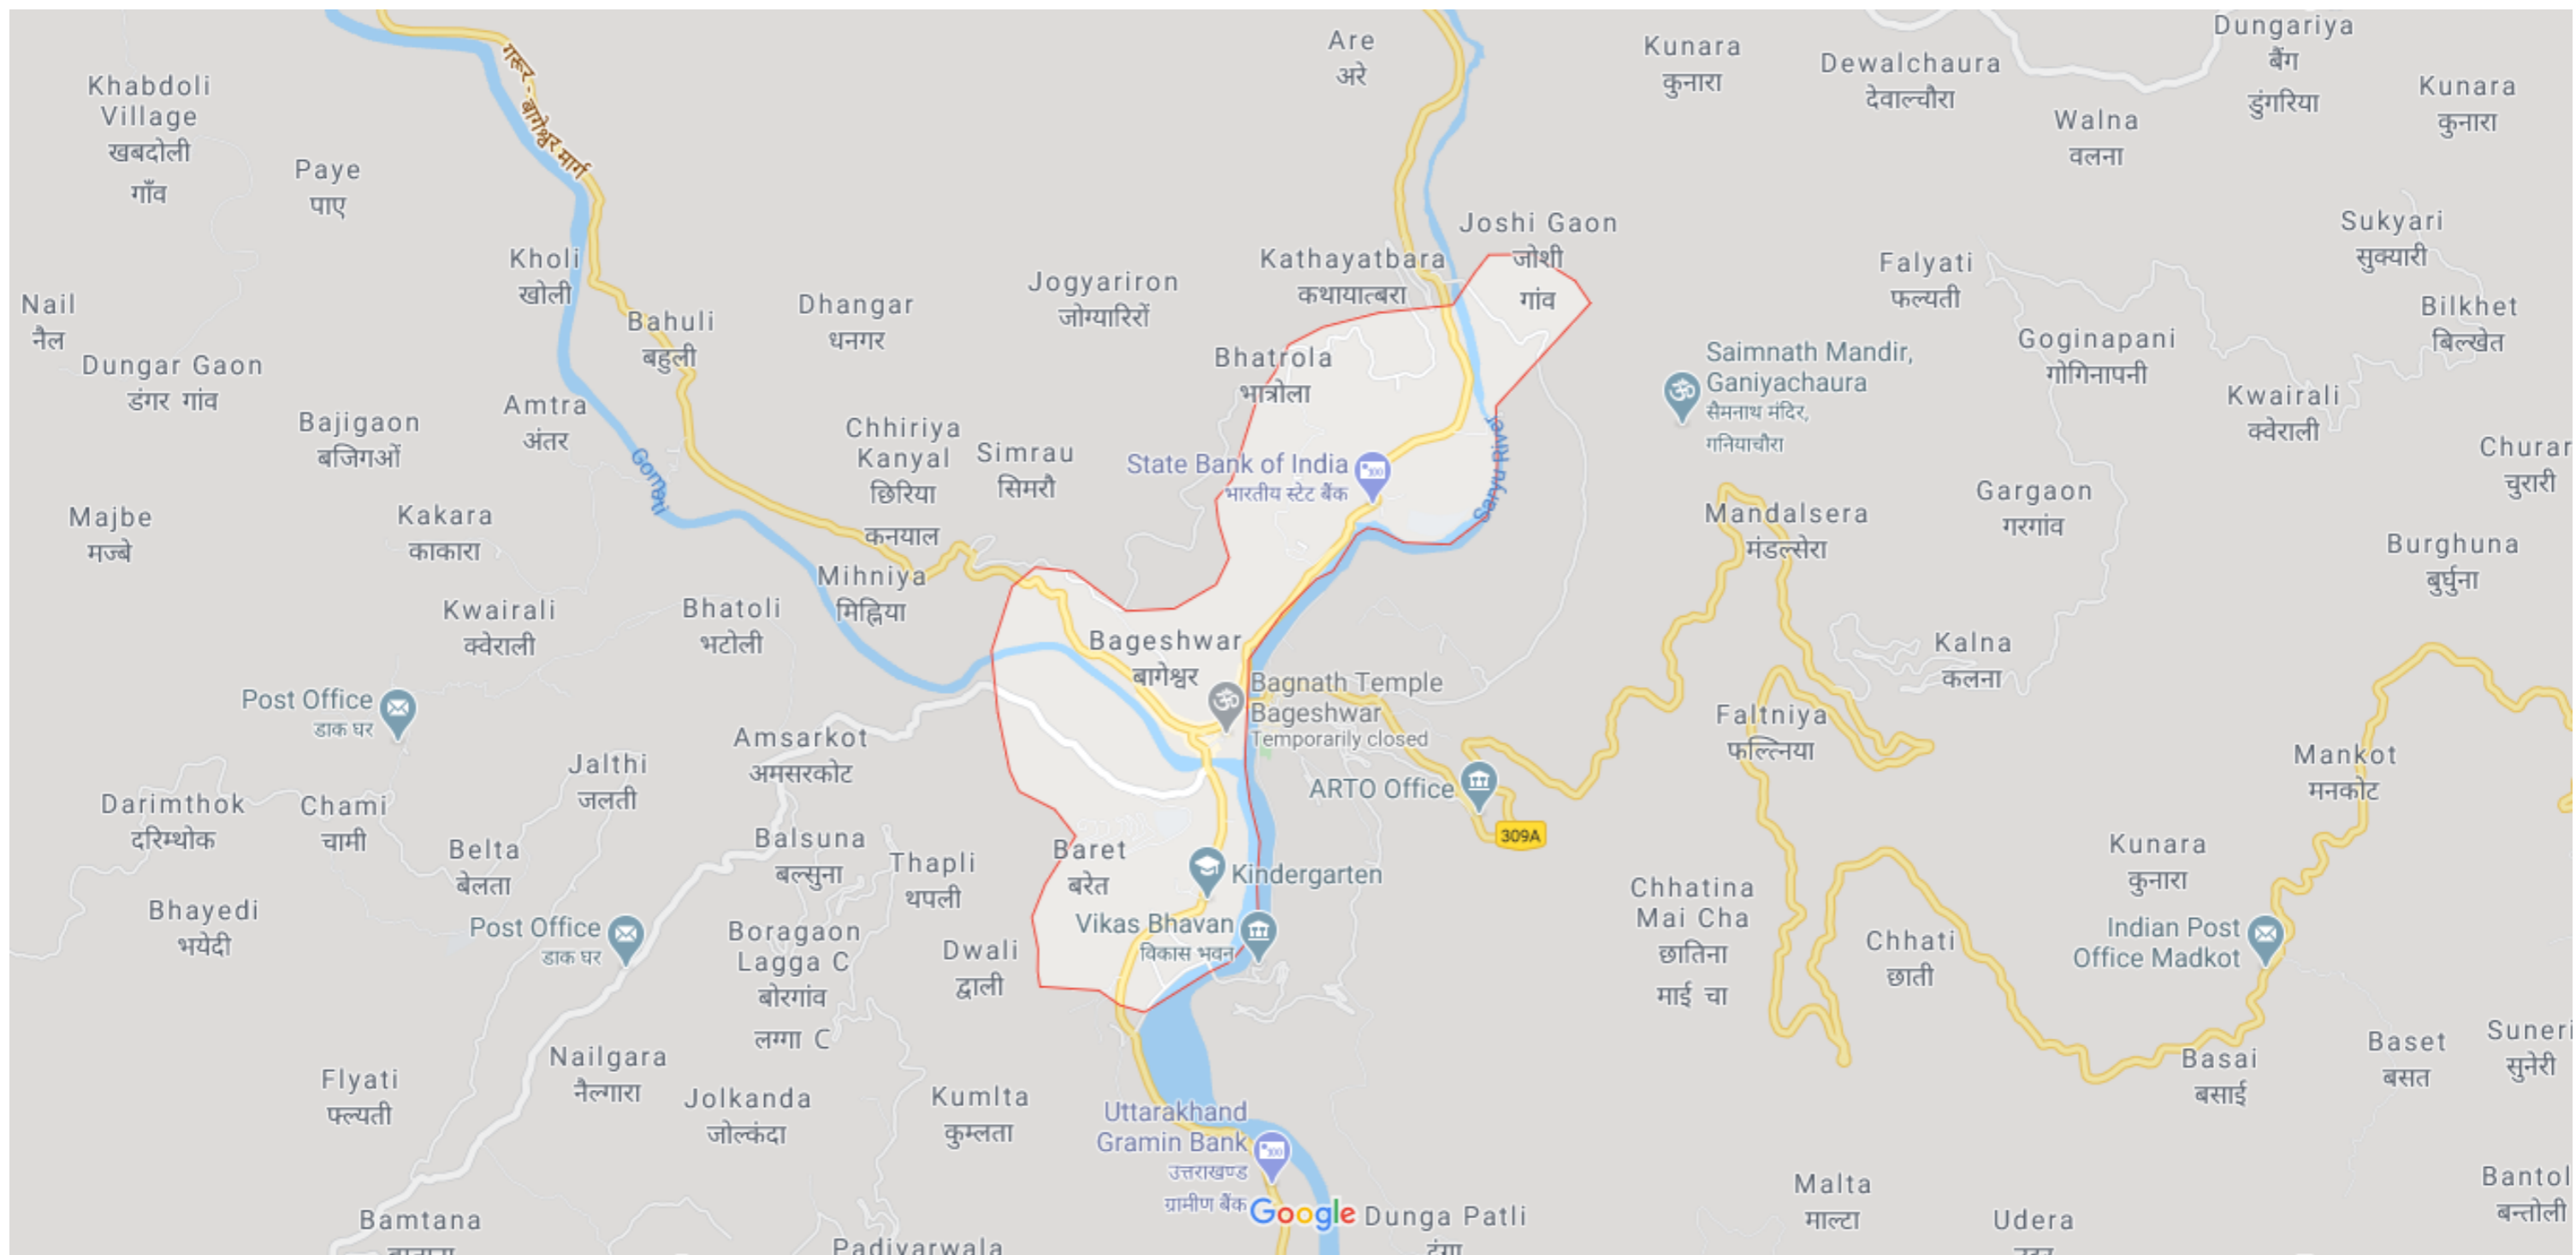 Khabdoli
Village
खबदोली
गाँव
Paye
पाए
गरूर - बागेश्वर मार्ग
Are
अरे
Kunara
कुनारा
Dewalchaura
देवाल्चौरा
Dungariya
बैंग
डुंगरिया
Walna
वलना
Kunara
कुनारा
Nail
नैल
Dungar Gaon
डंगर गांव
Kholi
खोली
Bahuli
बहुली
Dhangar
धनगर
Jogyariron
जोग्यारिरों
Kathayatbara
कथायात्बरा
Joshi Gaon
जोशी
गांव
Falyati
फल्यती
Sukyari
सुक्यारी
Bilkhet
बिल्खेत
Bhatrola
भात्रोला
Saimnath Mandir,
Ganiyachaura
सैमनाथ मंदिर,
गनियाचौरा
Goginapani
गोगिनापनी
Kwairali
क्वेराली
Bajigaon
बजिगओं
Amtra
अंतर
Gomati
Chhiriya
Kanyal
छिरिया
कनयाल
Simrau
सिमरौ
State Bank of India
भारतीय स्टेट बैंक
Saryu River
Churar
चुरारी
Majbe
मज्बे
Kakara
काकारा
Gargaon
गरगांव
Mandalsera
मंडल्सेरा
Burghuna
बुर्घुना
Mihniya
मिह्निया
Kwairali
क्वेराली
Bhatoli
भटोली
Bageshwar
बागेश्वर
Kalna
कलना
Post Office
डाक घर
Bagnath Temple
Bageshwar
Temporarily closed
Faltniya
फल्त्निया
Amsarkot
अमसरकोट
Jalthi
जलती
ARTO Office
309A
Mankot
मनकोट
Darimthok
दरिम्थोक
Chami
चामी
Belta
बेलता
Balsuna
बल्सुना
Thapli
थपली
Baret
बरेत
Kindergarten
Kunara
कुनारा
Bhayedi
भयेदी
Post Office
डाक घर
Boragaon
Lagga C
बोरगांव
लग्गा C
Dwali
द्वाली
Vikas Bhavan
विकास भवन
Chhatina
Mai Cha
छातिना
माई चा
Chhati
छाती
Indian Post
Office Madkot
Flyati
फ्ल्यती
Nailgara
नैल्गारा
Jolkanda
जोल्कंदा
Kumlta
कुम्लता
Uttarakhand
Gramin Bank
उत्तराखण्ड
ग्रामीण बैंक
Basai
बसाई
Baset
बसत
Suneri
सुनेरी
Bamtana
Padiyarwala
Google
Dunga Patli
Malta
माल्टा
Udera
Bantol
बन्तोली